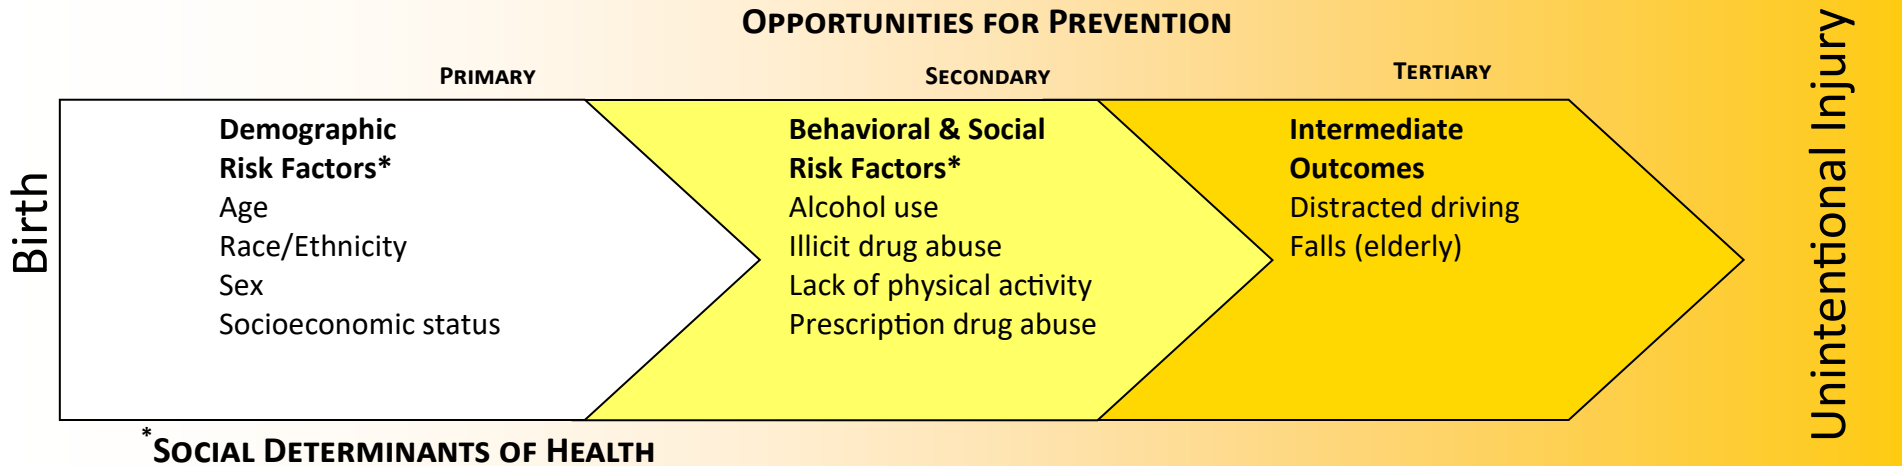 OPPORTUNITIES FOR PREVENTION
PRIMARY
SECONDARY
TERTIARY
Birth
Demographic
Risk Factors*
Age
Race/Ethnicity
Sex
Socioeconomic status
Behavioral & Social
Risk Factors*
Alcohol use
Illicit drug abuse
Lack of physical activity
Prescription drug abuse
Intermediate
Outcomes
Distracted driving
Falls (elderly)
Unintentional Injury
*SOCIAL DETERMINANTS OF HEALTH